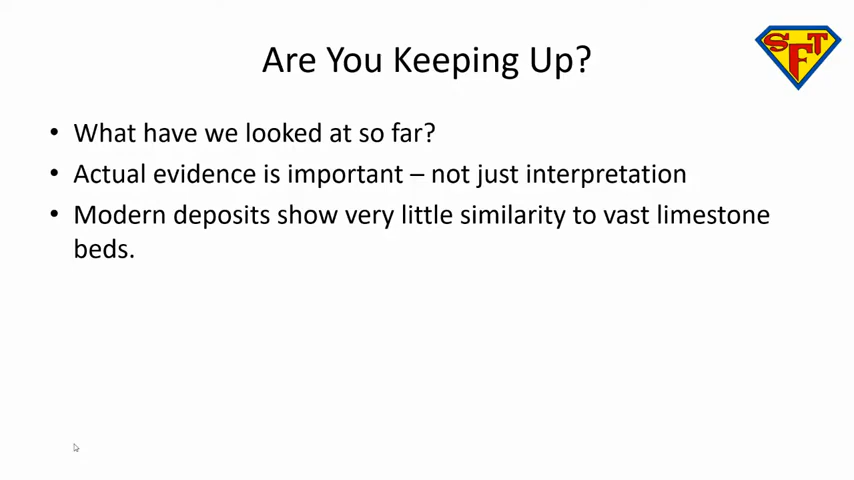 Are You Keeping Up?
SFT
• What have we looked at so far?
• Actual evidence is important – not just interpretation
• Modern deposits show very little similarity to vast limestone
beds.